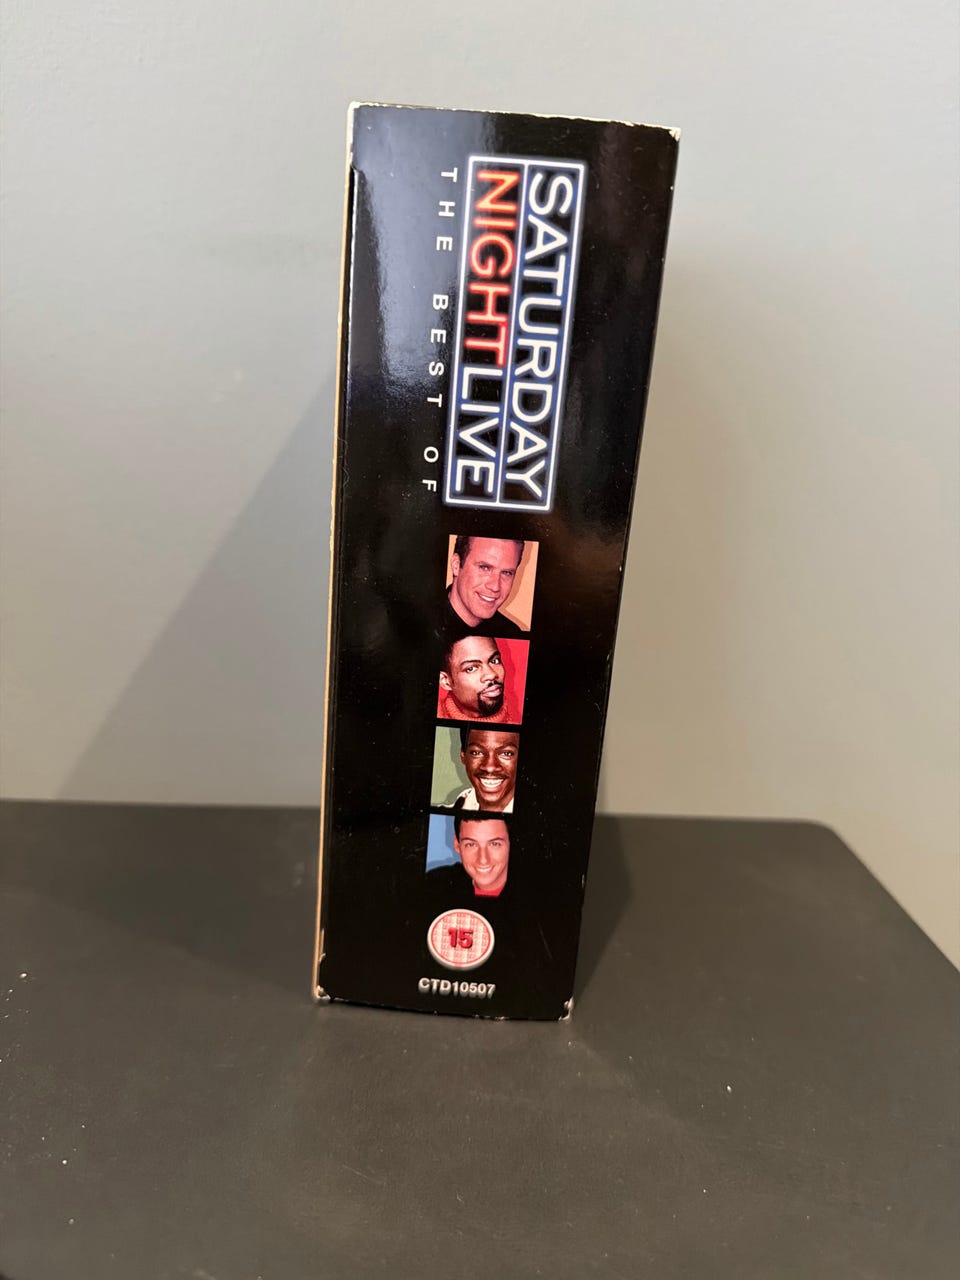 THE BEST OF
SATURDAY
NIGHT LIVE
15
CTD10507